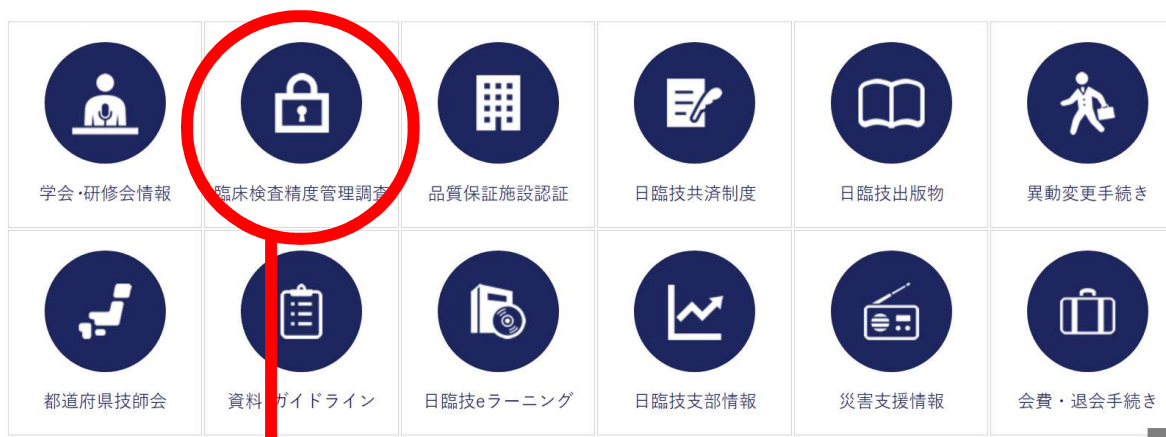 学会・研修会情報
臨床検査精度管理調査
品質保証施設認証
日臨技共済制度
日臨技出版物
異動変更手続き
都道府県技師会
資料 ガイドライン
日臨技eラーニング
日臨技支部情報
災害支援情報
会費・退会手続き